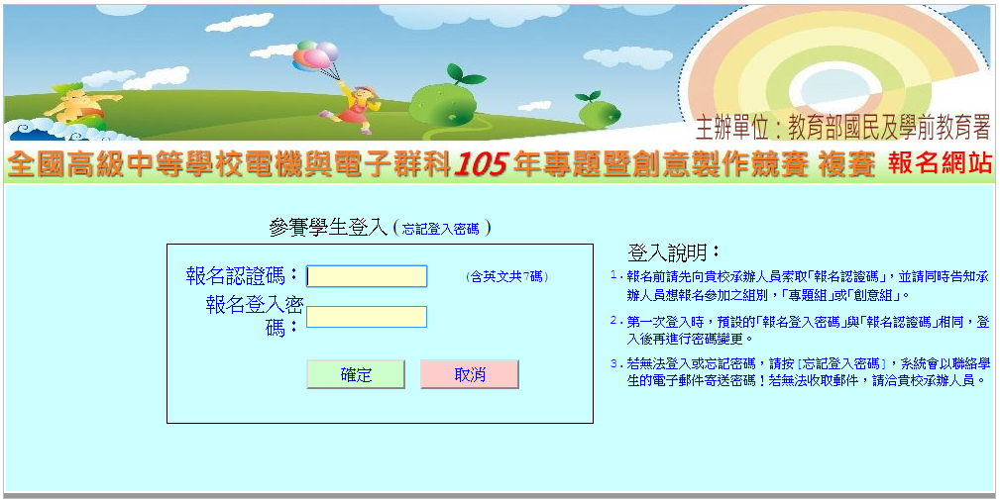 主辦單位：教育部國民及學前教育署
全國高級中等學校電機與電子群科105年專題暨創意製作競賽 複賽 報名網站
參賽學生登入 ( 忘記登入密碼 )
報名認證碼：
(含英文共7碼)
報名登入密
碼：
確定
取消
登入說明：
1. 報名前請先向貴校承辦人員索取「報名認證碼」，並請同時告知承
辦人員想報名參加之組別，「專題組」或「創意組」。
2. 第一次登入時，預設的「報名登入密碼」與「報名認證碼」相同，登
入後再進行密碼變更。
3. 若無法登入或忘記密碼，請按[忘記登入密碼]，系統會以聯絡學
生的電子郵件寄送密碼！若無法收取郵件，請洽貴校承辦人員。